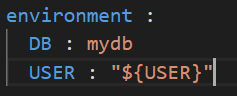 environment :
  DB : mydb
  USER : "${USER}"